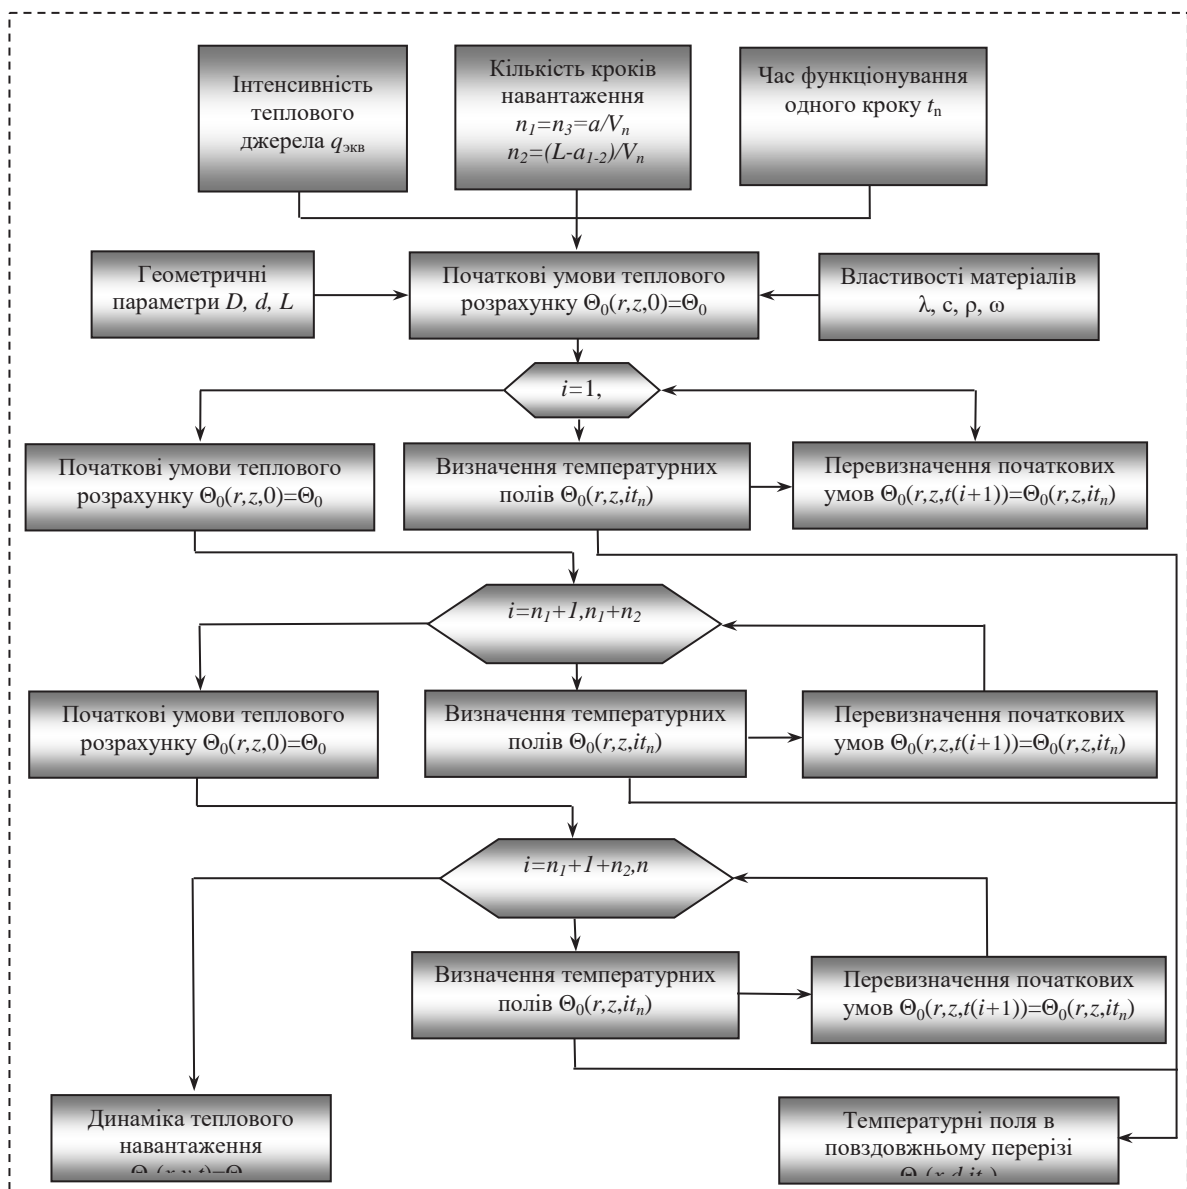 Інтенсивність
теплового
джерела qэкв
Кількість кроків
навантаження
n1=n3=a/Vn
n2=(L-a1-2)/Vn
Час функціонування
одного кроку tn
Геометричні
параметри D, d, L
Початкові умови теплового
розрахунку Θ0(r,z,0)=Θ0
Властивості матеріалів
λ, c, ρ, ω
i=1,
Початкові умови теплового
розрахунку Θ0(r,z,0)=Θ0
Визначення температурних
полів Θ0(r,z,itn)
Перевизначення початкових
умов Θ0(r,z,t(i+1))=Θ0(r,z,itn)
i=n1+1,n1+n2
Початкові умови теплового
розрахунку Θ0(r,z,0)=Θ0
Визначення температурних
полів Θ0(r,z,itn)
Перевизначення початкових
умов Θ0(r,z,t(i+1))=Θ0(r,z,itn)
i=n1+1+n2,n
Визначення температурних
полів Θ0(r,z,itn)
Перевизначення початкових
умов Θ0(r,z,t(i+1))=Θ0(r,z,itn)
Динаміка теплового
навантаження
Температурні поля в
повздовжньому перерізі